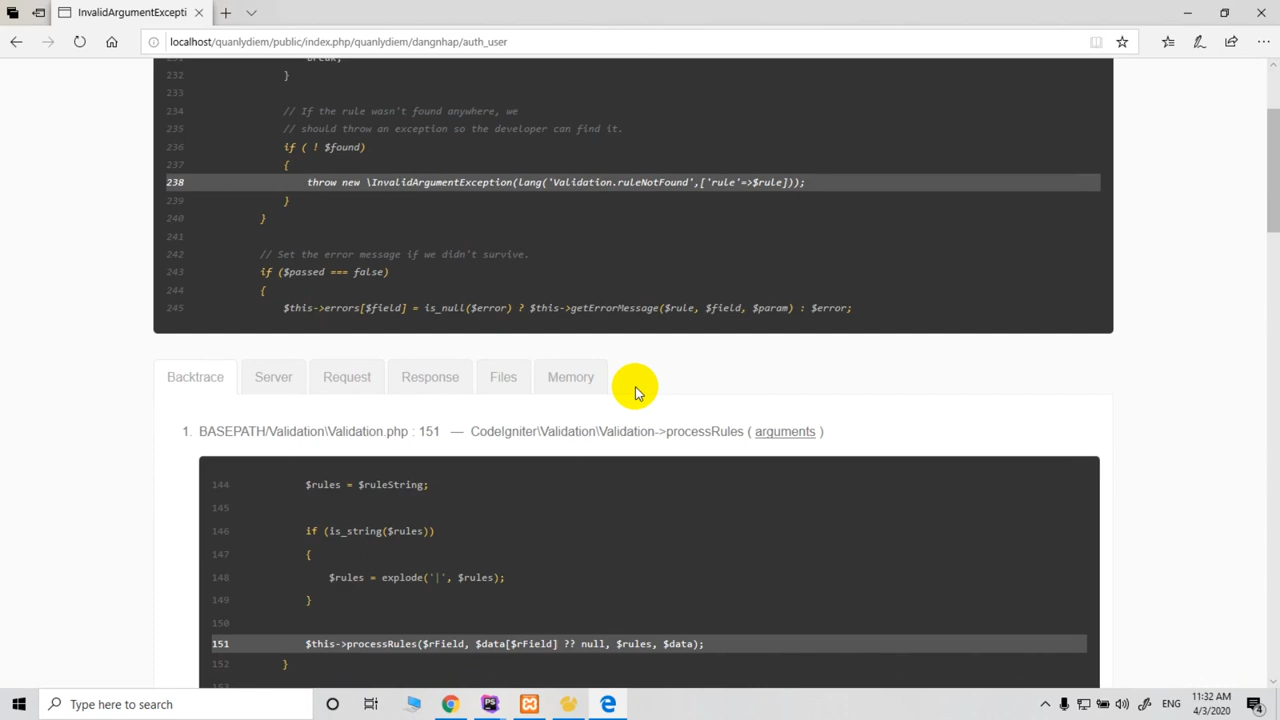 InvalidArgumentExcepti
localhost/quanlydiem/public/index.php/quanlydiem/dangnhap/auth_user
231 break;
232 }
233
234 // If the rule wasn't found anywhere, we
235 // should throw an exception so the developer can find it.
236 if ( ! $found)
237 {
238 throw new \InvalidArgumentException(lang('Validation.ruleNotFound',['rule'=>$rule]));
239 }
240 }
241
242 // Set the error message if we didn't survive.
243 if ($passed === false)
244 {
245 $this->errors[$field] = is_null($error) ? $this->getErrorMessage($rule, $field, $param) : $error;
Backtrace Server Request Response Files Memory
1. BASEPATH/Validation\Validation.php : 151 — CodeIgniter\Validation\Validation->processRules ( arguments )
144 $rules = $ruleString;
145
146 if (is_string($rules))
147 {
148 $rules = explode('|', $rules);
149 }
150
151 $this->processRules($rField, $data[$rField] ?? null, $rules, $data);
152 }
153
Type here to search
PS
ENG
11:32 AM
4/3/2020
4